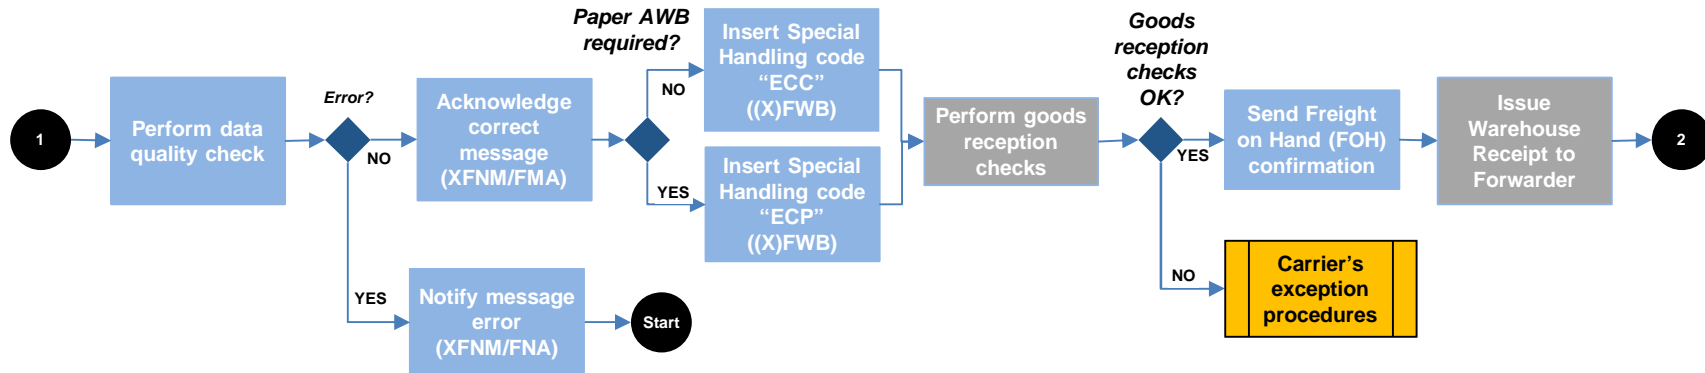 1
Perform data
quality check
Error?
NO
YES
Acknowledge
correct
message
(XFNM/FMA)
Notify message
error
(XFNM/FNA)
Start
Paper AWB
required?
NO
YES
Insert Special
Handling code
“ECC”
((X)FWB)
Insert Special
Handling code
“ECP”
((X)FWB)
Perform goods
reception
checks
Goods
reception
checks
OK?
YES
NO
Send Freight
on Hand (FOH)
confirmation
Carrier’s
exception
procedures
Issue
Warehouse
Receipt to
Forwarder
2